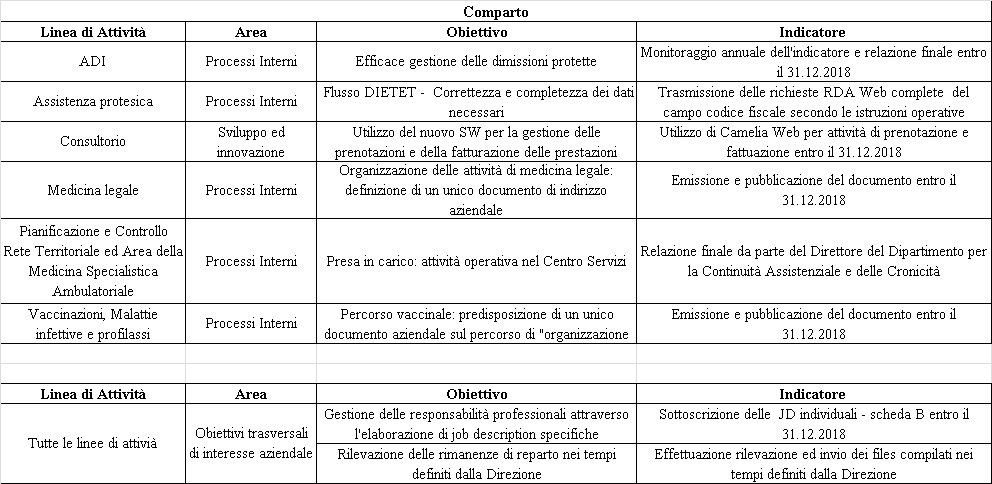 Comparto
Linea di Attività Area Obiettivo Indicatore
ADI Processi Interni Efficace gestione delle dimissioni protette Monitoraggio annuale dell'indicatore e relazione finale entro
il 31.12.2018
Assistenza protesica Processi Interni Flusso DIETET - Correttezza e completezza dei dati
necessari
Trasmissione delle richieste RDA Web complete del
campo codice fiscale secondo le istruzioni operative
Consultorio
Sviluppo ed
innovazione
Utilizzo del nuovo SW per la gestione delle
prenotazioni e della fatturazione delle prestazioni
Utilizzo di Camelia Web per attività di prenotazione e
fattuazione entro il 31.12.2018
Medicina legale
Processi Interni
Organizzazione delle attività di medicina legale:
definizione di un unico documento di indirizzo
aziendale
Emissione e pubblicazione del documento entro il
31.12.2018
Pianificazione e Controllo
Rete Territoriale ed Area della
Medicina Specialistica
Ambulatoriale
Processi Interni
Presa in carico: attività operativa nel Centro Servizi
Relazione finale da parte del Direttore del Dipartimento per
la Continuità Assistenziale e delle Cronicità
Vaccinazioni, Malattie
infettive e profilassi
Processi Interni
Percorso vaccinale: predisposizione di un unico
documento aziendale sul percorso di "organizzazione
Emissione e pubblicazione del documento entro il
31.12.2018
Linea di Attività Area Obiettivo Indicatore
Tutte le linee di attivià
Obiettivi trasversali
di interesse aziendale
Gestione delle responsabilità professionali attraverso
l'elaborazione di job description specifiche
Sottoscrizione delle JD individuali - scheda B entro il
31.12.2018
Rilevazione delle rimanenze di reparto nei tempi
definiti dalla Direzione
Effettuazione rilevazione ed invio dei files compilati nei
tempi definiti dalla Direzione